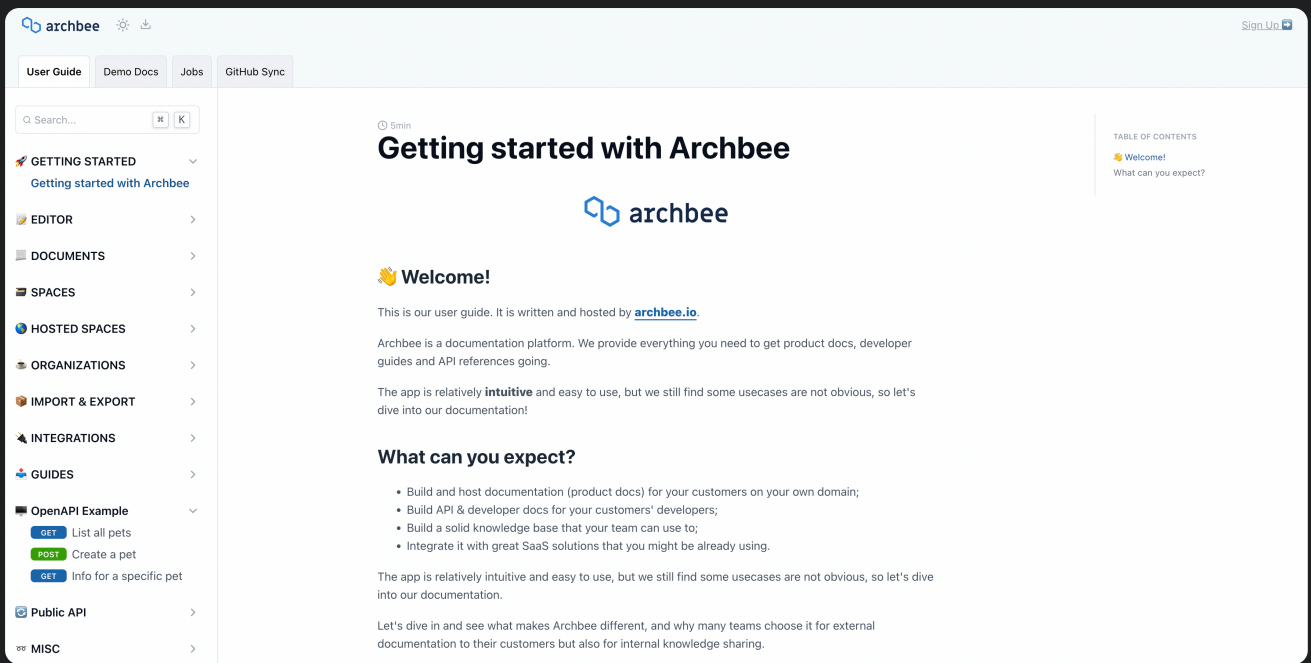 archbee
Sign Up
User Guide
Demo Docs
Jobs
GitHub Sync
Search...
⌘
K
GETTING STARTED
Getting started with Archbee
EDITOR
DOCUMENTS
SPACES
HOSTED SPACES
ORGANIZATIONS
IMPORT & EXPORT
INTEGRATIONS
GUIDES
OpenAPI Example
GET List all pets
POST Create a pet
GET Info for a specific pet
Public API
MISC
5min
Getting started with Archbee
archbee
👋 Welcome!
This is our user guide. It is written and hosted by archbee.io.
Archbee is a documentation platform. We provide everything you need to get product docs, developer
guides and API references going.
The app is relatively intuitive and easy to use, but we still find some usecases are not obvious, so let's
dive into our documentation!
What can you expect?
• Build and host documentation (product docs) for your customers on your own domain;
• Build API & developer docs for your customers' developers;
• Build a solid knowledge base that your team can use to;
• Integrate it with great SaaS solutions that you might be already using.
The app is relatively intuitive and easy to use, but we still find some usecases are not obvious, so let's dive
into our documentation.
Let's dive in and see what makes Archbee different, and why many teams choose it for external
documentation to their customers but also for internal knowledge sharing.
TABLE OF CONTENTS
👋 Welcome!
What can you expect?